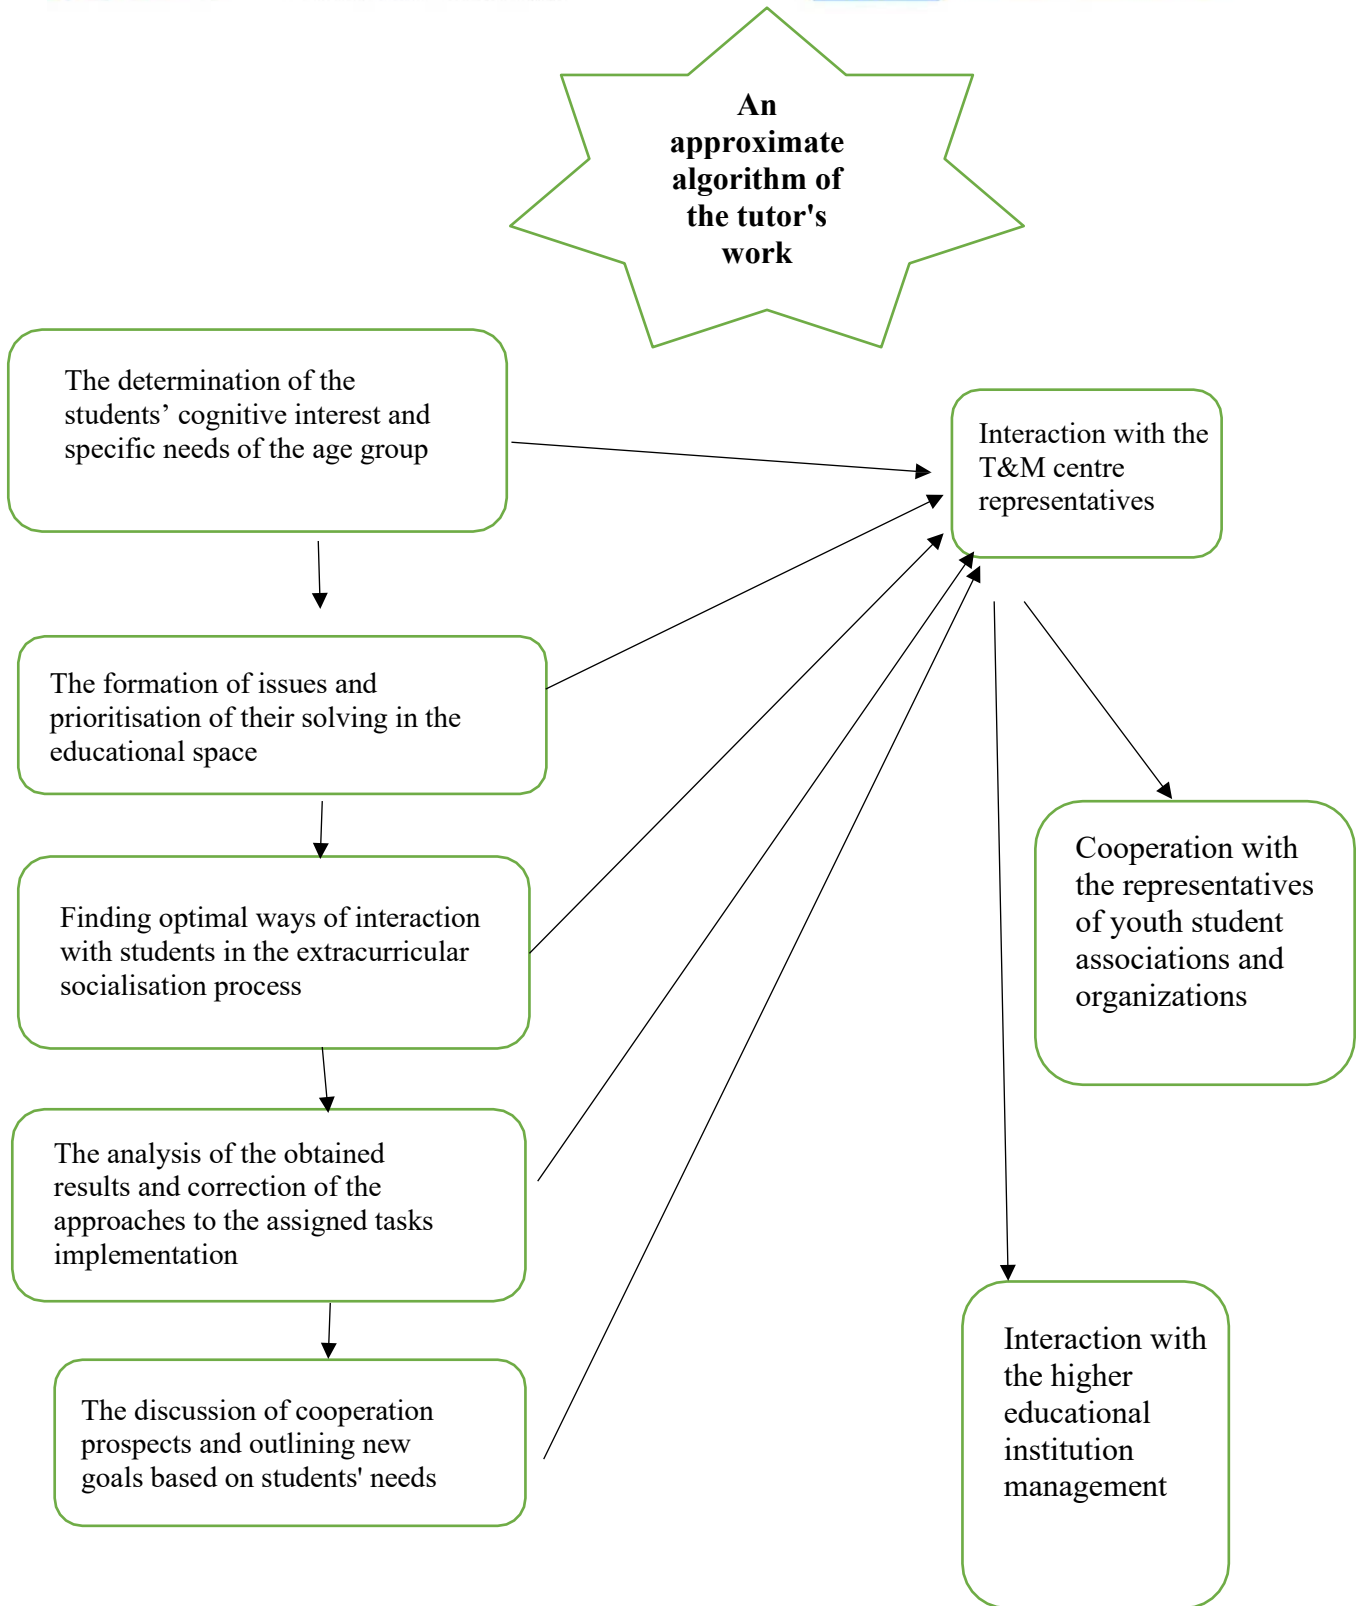 An
approximate
algorithm of
the tutor's
work
The determination of the
students’ cognitive interest and
specific needs of the age group
Interaction with the
T&M centre
representatives
The formation of issues and
prioritisation of their solving in the
educational space
Finding optimal ways of interaction
with students in the extracurricular
socialisation process
Cooperation with
the representatives
of youth student
associations and
organizations
The analysis of the obtained
results and correction of the
approaches to the assigned tasks
implementation
The discussion of cooperation
prospects and outlining new
goals based on students' needs
Interaction with
the higher
educational
institution
management